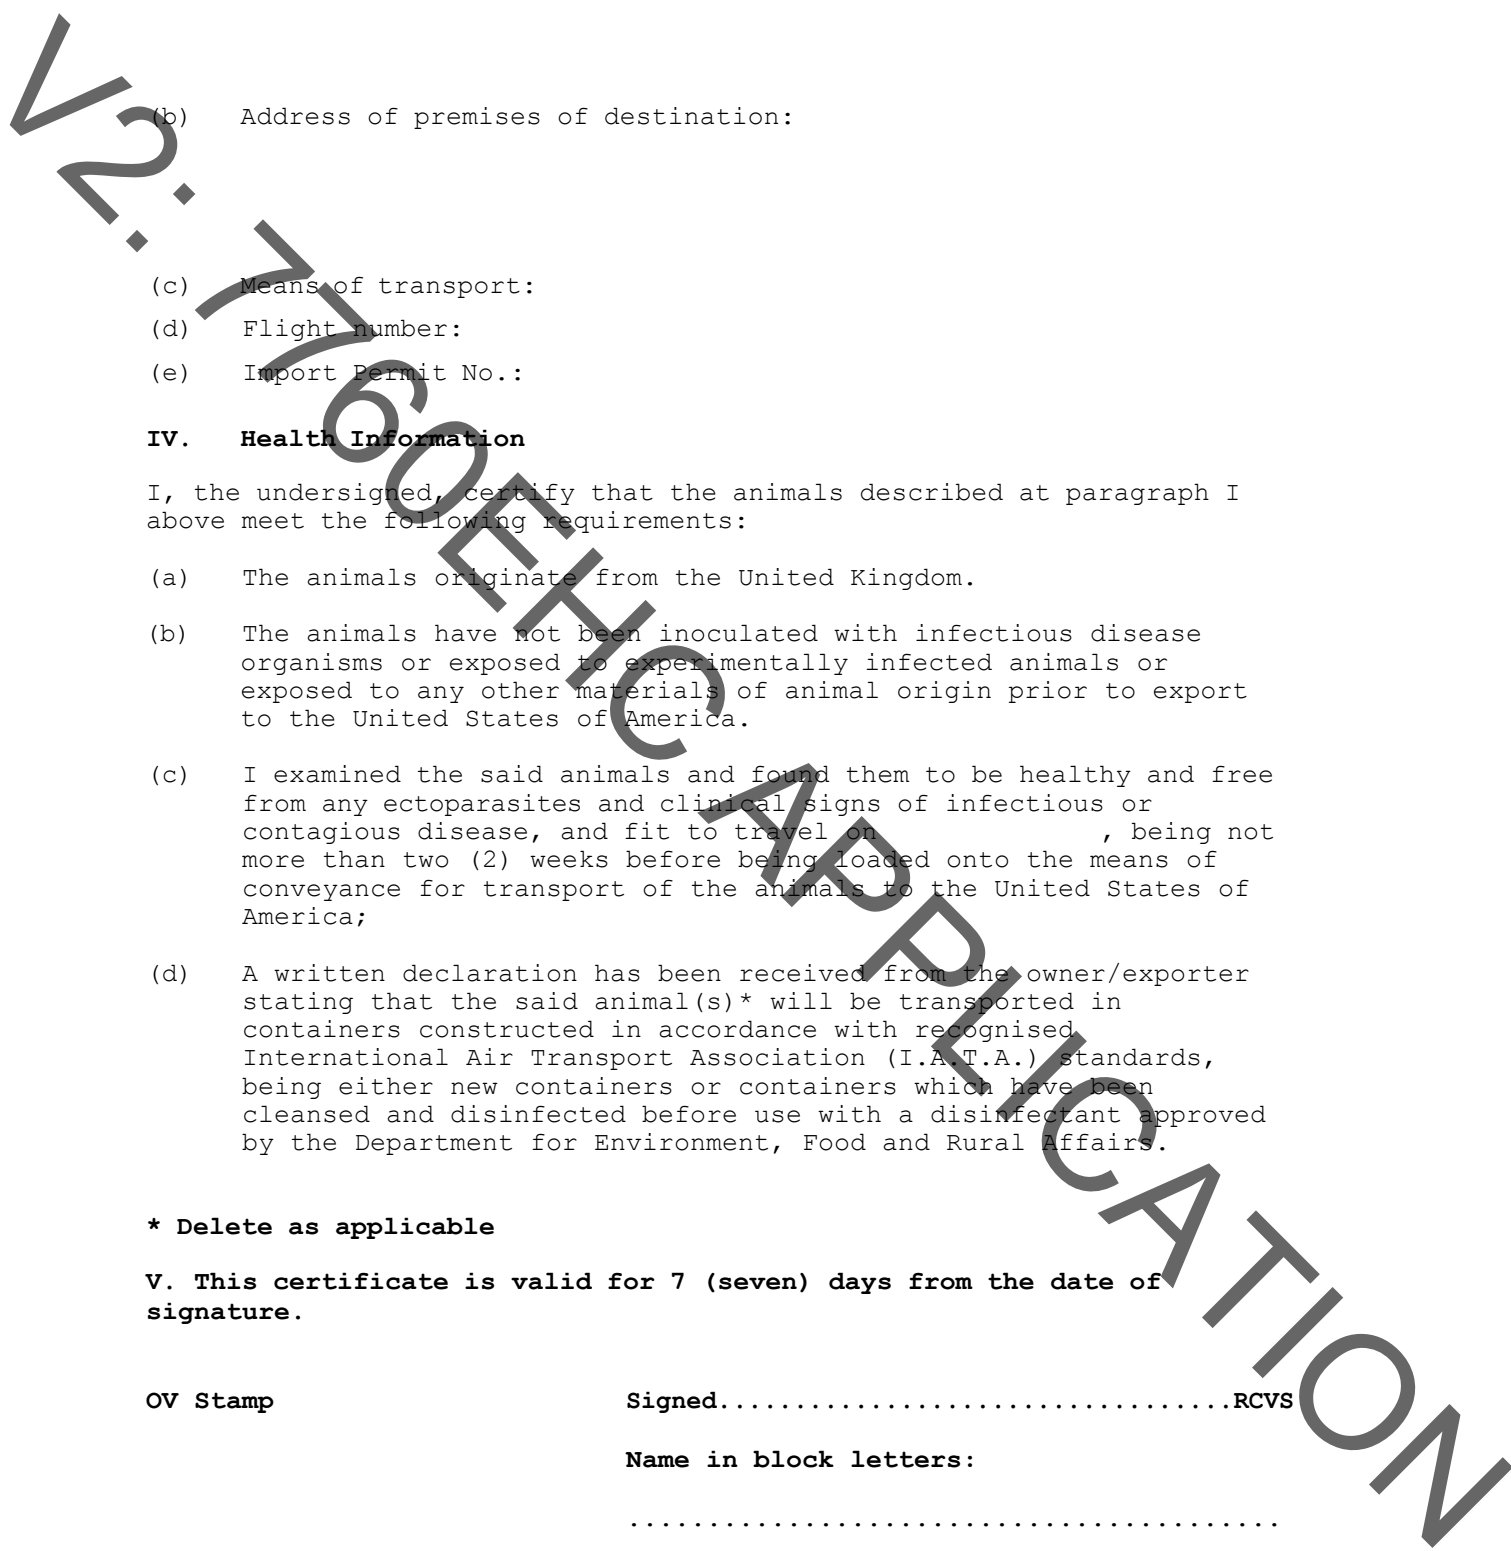 V2: 7760EHC APPLICATION
(b) Address of premises of destination:
(c) Means of transport:
(d) Flight number:
(e) Import Permit No.:
IV. Health Information
I, the undersigned, certify that the animals described at paragraph I
above meet the following requirements:
(a) The animals originate from the United Kingdom.
(b) The animals have not been inoculated with infectious disease
organisms or exposed to experimentally infected animals or
exposed to any other materials of animal origin prior to export
to the United States of America.
(c) I examined the said animals and found them to be healthy and free
from any ectoparasites and clinical signs of infectious or
contagious disease, and fit to travel on , being not
more than two (2) weeks before being loaded onto the means of
conveyance for transport of the animals to the United States of
America;
(d) A written declaration has been received from the owner/exporter
stating that the said animal(s)* will be transported in
containers constructed in accordance with recognised
International Air Transport Association (I.A.T.A.) standards,
being either new containers or containers which have been
cleansed and disinfected before use with a disinfectant approved
by the Department for Environment, Food and Rural Affairs.
* Delete as applicable
V. This certificate is valid for 7 (seven) days from the date of
signature.
OV Stamp Signed..................................RCVS
Name in block letters:
.........................................